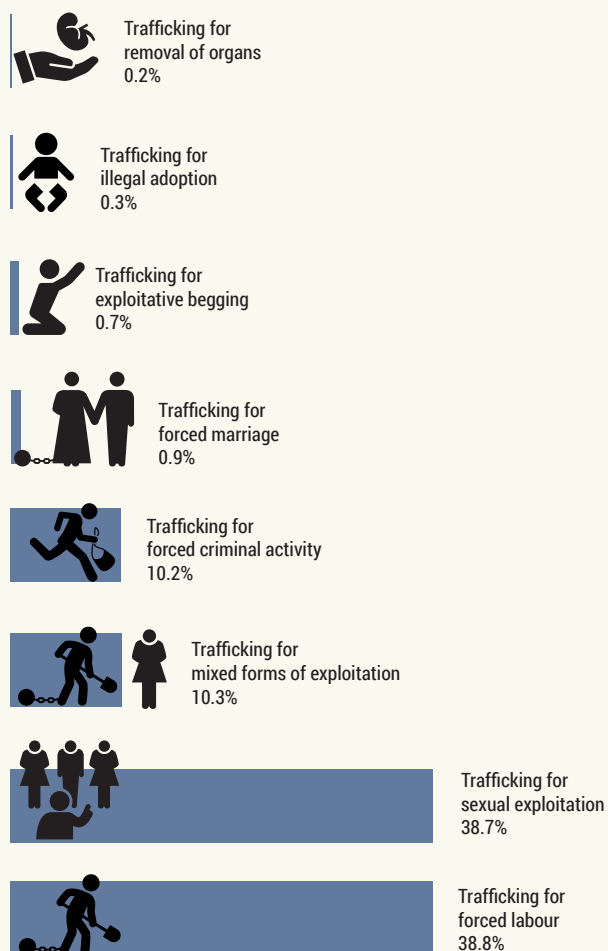 Trafficking for
removal of organs
0.2%
Trafficking for
illegal adoption
0.3%
Trafficking for
exploitative begging
0.7%
Trafficking for
forced marriage
0.9%
Trafficking for
forced criminal activity
10.2%
Trafficking for
mixed forms of exploitation
10.3%
Trafficking for
sexual exploitation
38.7%
Trafficking for
forced labour
38.8%